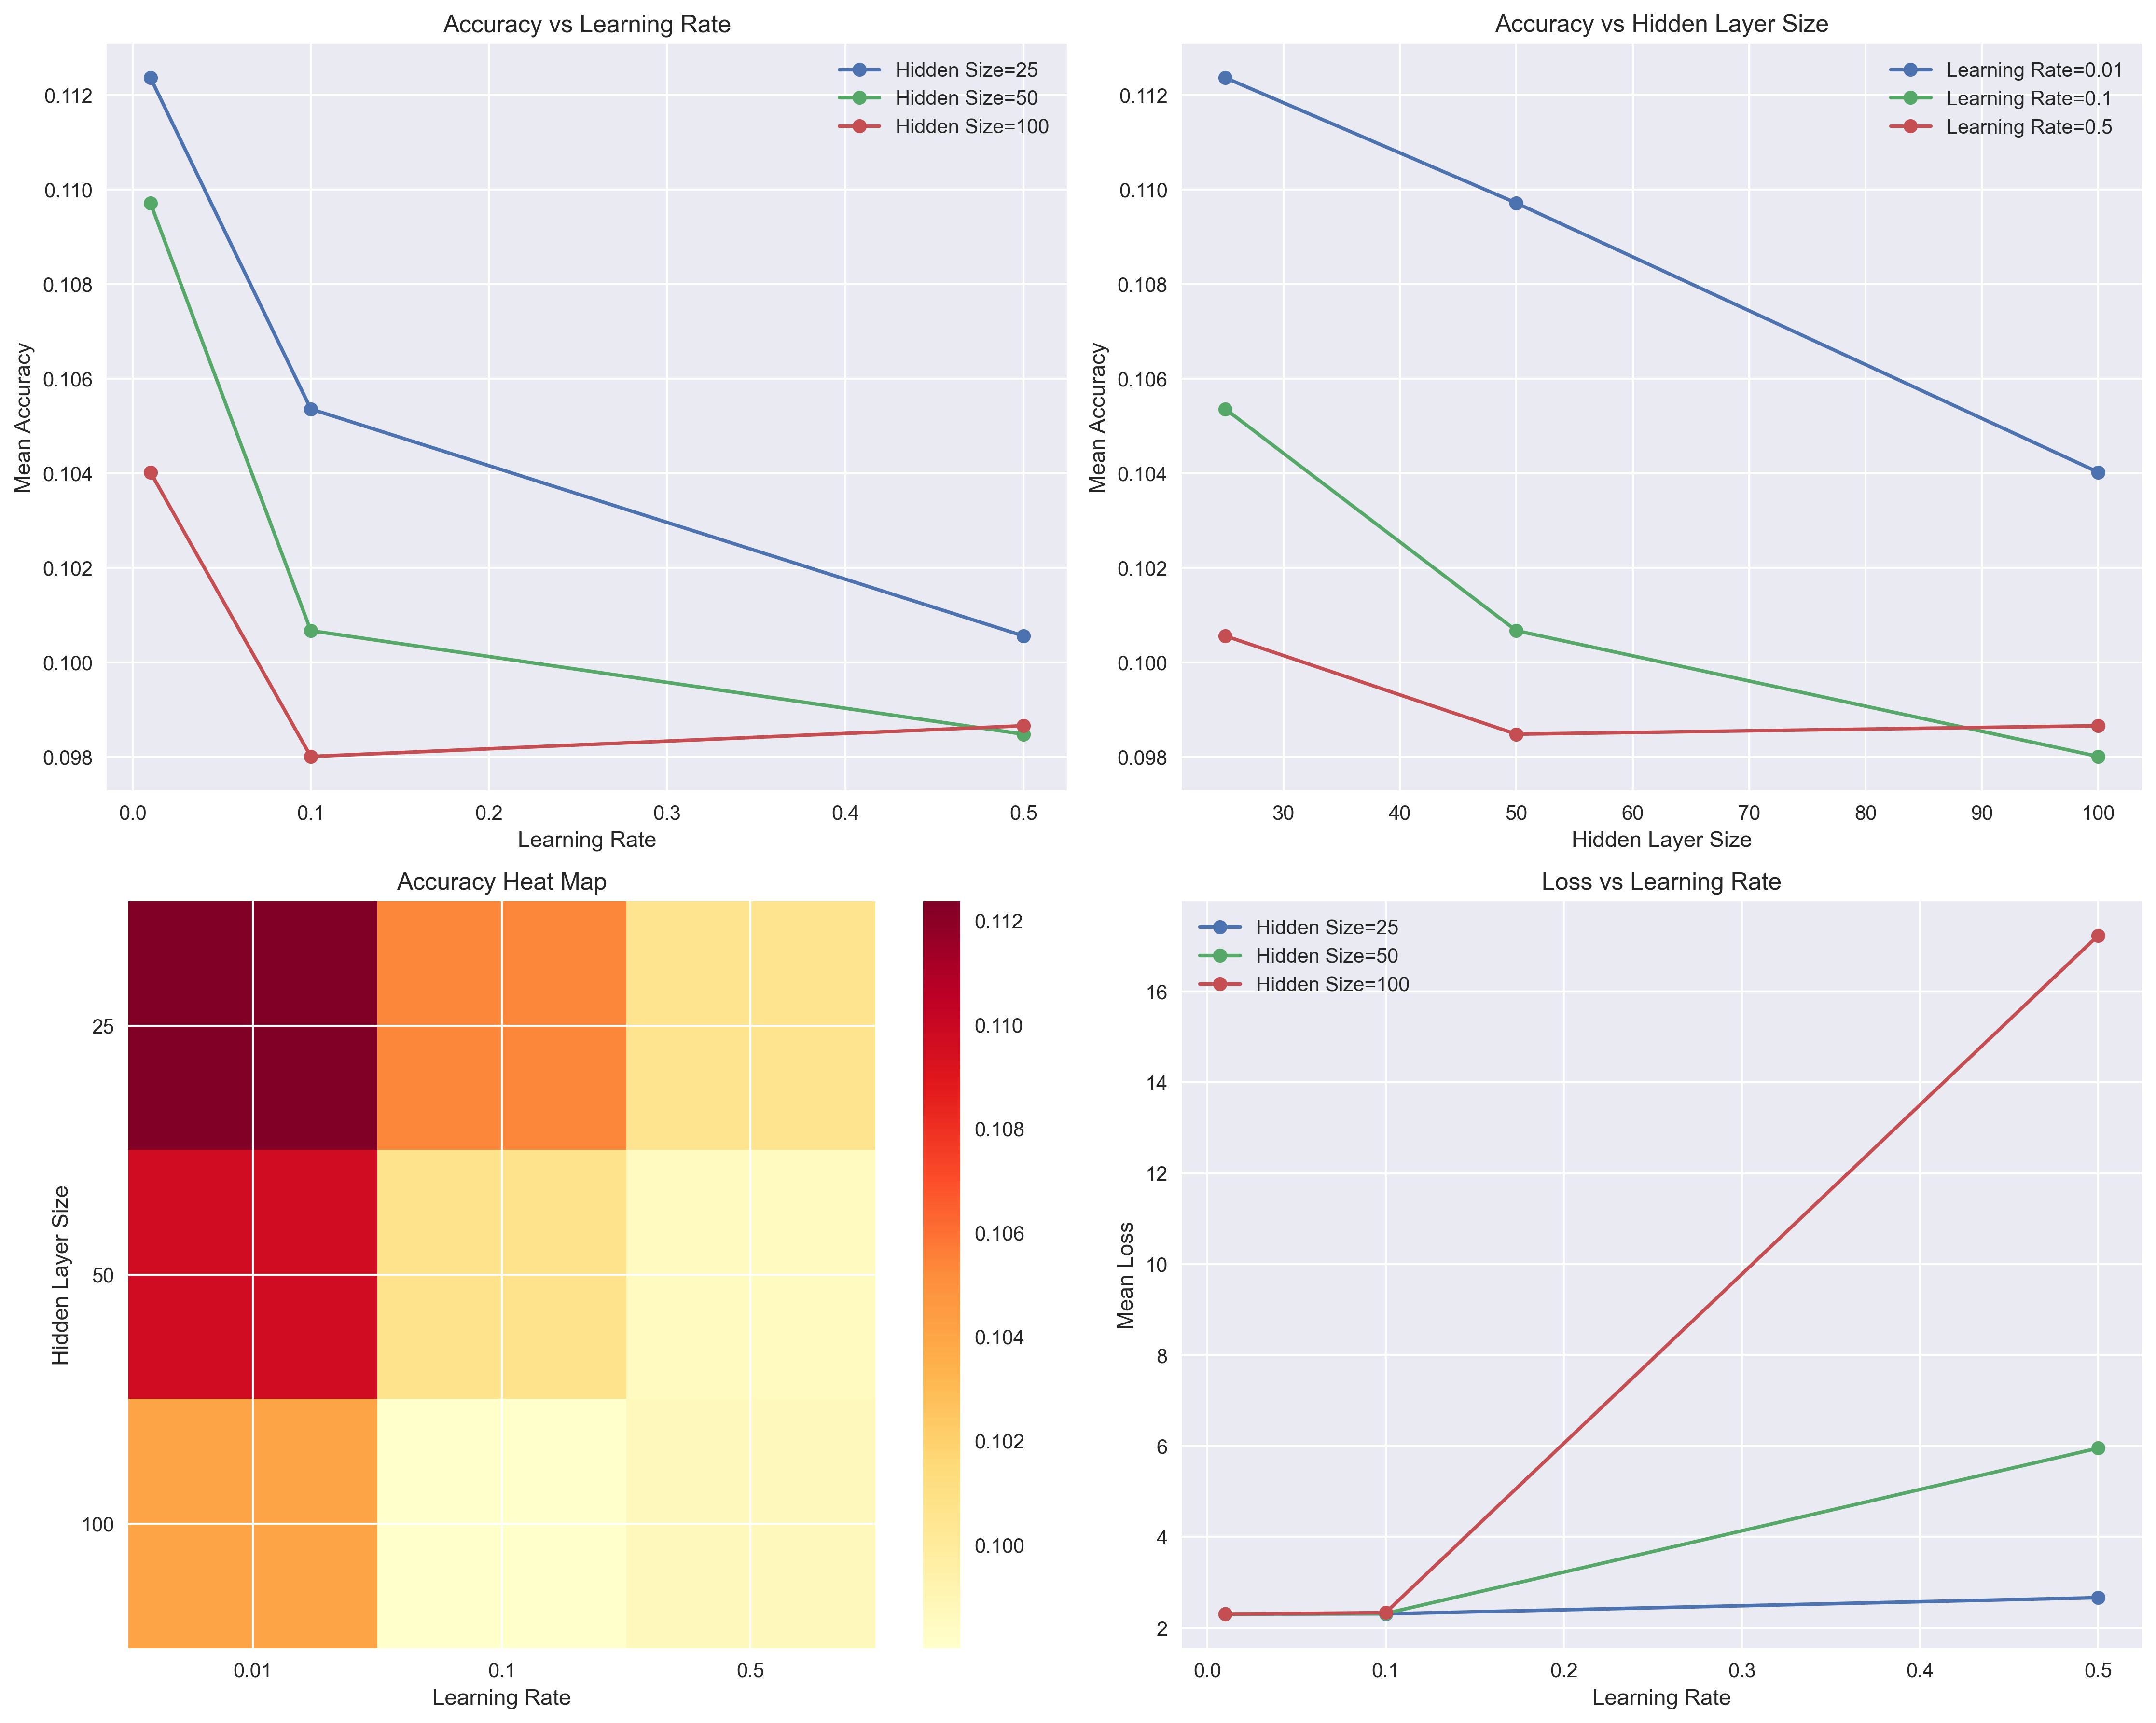 Accuracy vs Learning Rate
Hidden Size=25
Hidden Size=50
Hidden Size=100
0.112
0.110
0.108
0.106
0.104
0.102
0.100
0.098
Mean Accuracy
0.0 0.1 0.2 0.3 0.4 0.5
Learning Rate
Accuracy vs Hidden Layer Size
Learning Rate=0.01
Learning Rate=0.1
Learning Rate=0.5
0.112
0.110
0.108
0.106
0.104
0.102
0.100
0.098
Mean Accuracy
30 40 50 60 70 80 90 100
Hidden Layer Size
Accuracy Heat Map
25
50
100
Hidden Layer Size
0.01 0.1 0.5
Learning Rate
0.112
0.110
0.108
0.106
0.104
0.102
0.100
Loss vs Learning Rate
Hidden Size=25
Hidden Size=50
Hidden Size=100
16
14
12
10
8
6
4
2
Mean Loss
0.0 0.1 0.2 0.3 0.4 0.5
Learning Rate